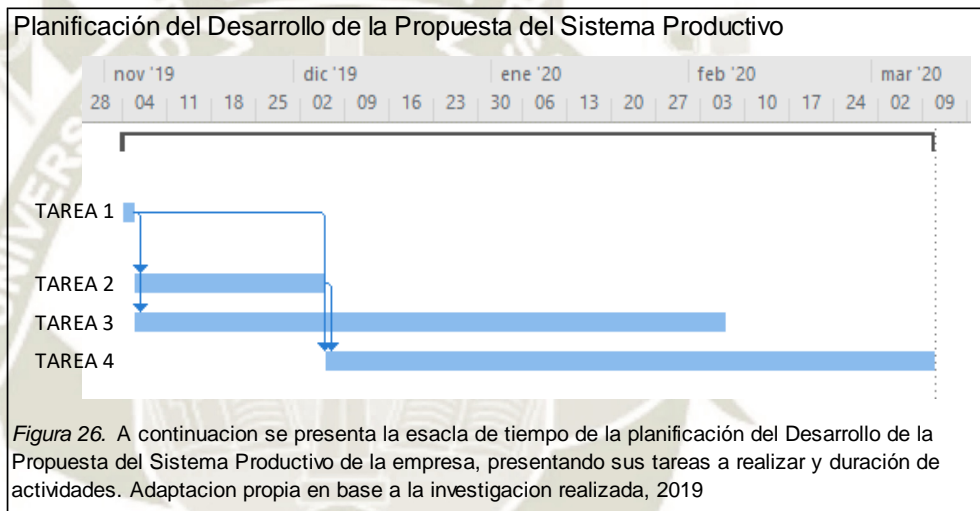 Planificación del Desarrollo de la Propuesta del Sistema Productivo
nov '19 dic '19 ene '20 feb '20 mar '20
28 04 11 18 25 02 09 16 23 30 06 13 20 27 03 10 17 24 02 09
TAREA 1
TAREA 2
TAREA 3
TAREA 4
Figura 26. A continuacion se presenta la esacla de tiempo de la planificación del Desarrollo de la
Propuesta del Sistema Productivo de la empresa, presentando sus tareas a realizar y duración de
actividades. Adaptacion propia en base a la investigacion realizada, 2019